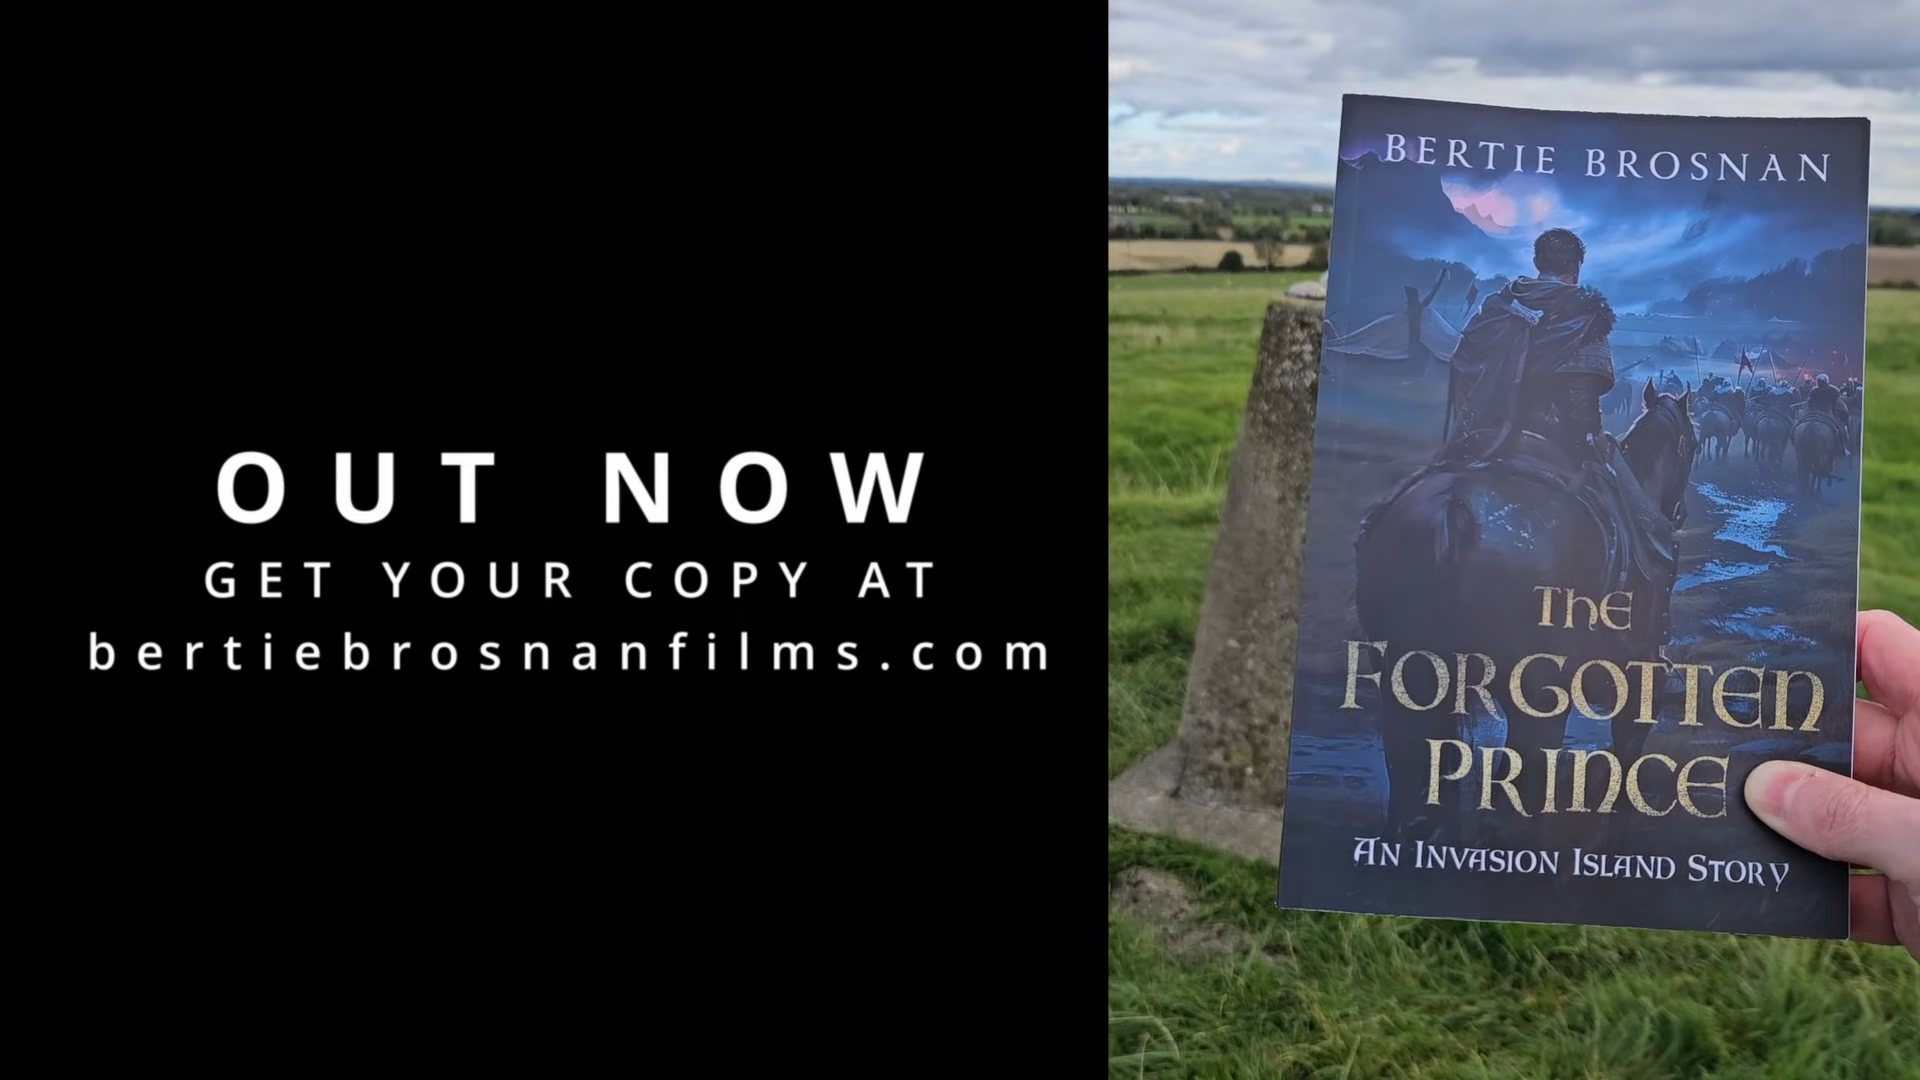 OUT NOW
GET YOUR COPY AT
bertiebrosnanfilms.com
BERTIE BROSNAN
THE
FORGOTTEN
PRINCE
AN INVASION ISLAND STORY